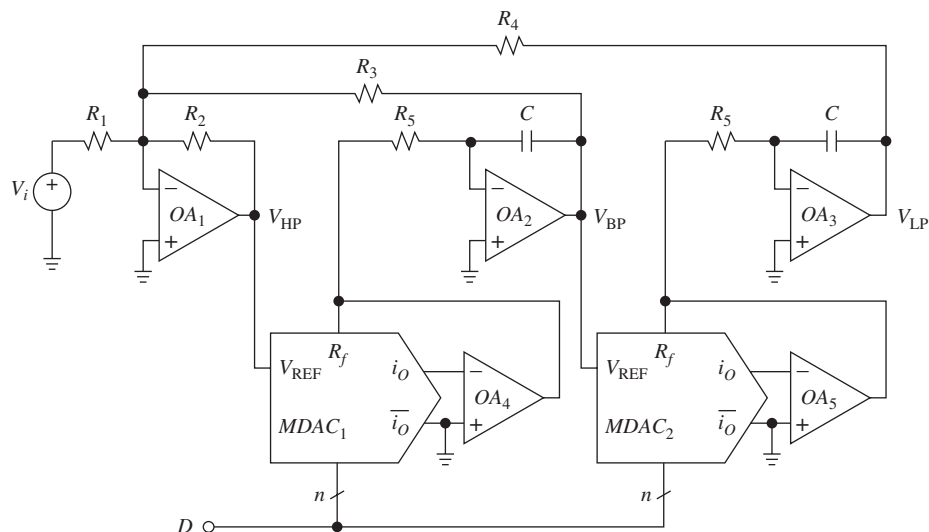 R4
R3
R1 R2 R5 C R5 C
Vi + − OA1 + VHP − OA2 + VBP − OA3 + VLP
Rf Rf
VREF iO − OA4 + VREF iO − OA5 +
MDAC1 iO MDAC2 iO
n n
D